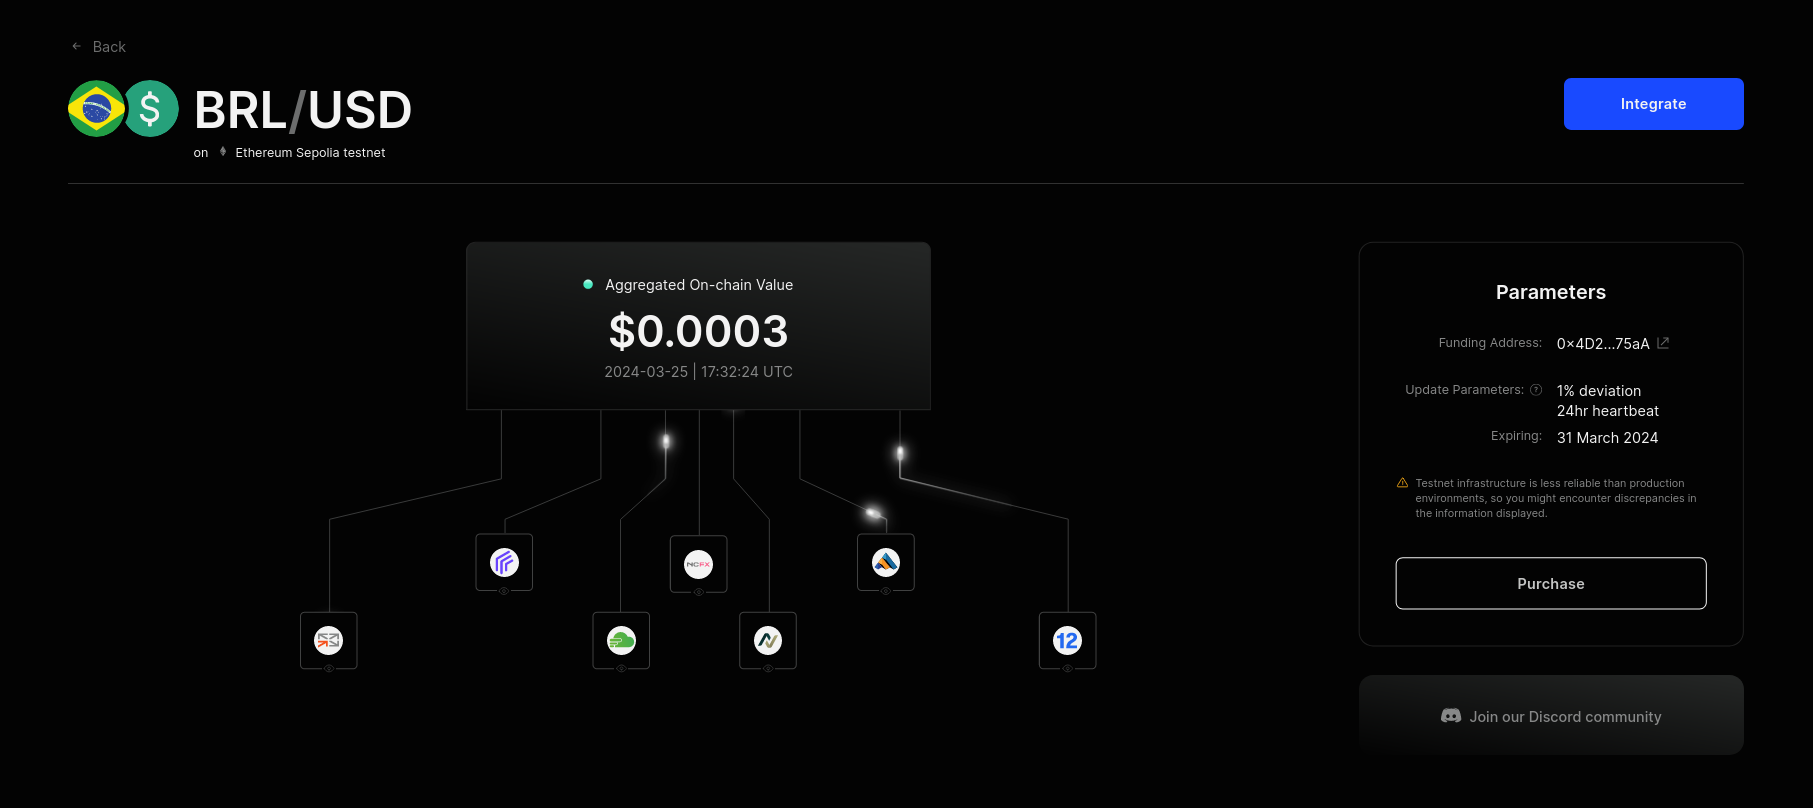 Back
BRL/USD
on Ethereum Sepolia testnet
Integrate
Aggregated On-chain Value
$0.0003
2024-03-25 | 17:32:24 UTC
NCFX
12
Parameters
Funding Address: 0x4D2...75aA
Update Parameters: ? 1% deviation
24hr heartbeat
Expiring: 31 March 2024
Testnet infrastructure is less reliable than production
environments, so you might encounter discrepancies in
the information displayed.
Purchase
Join our Discord community